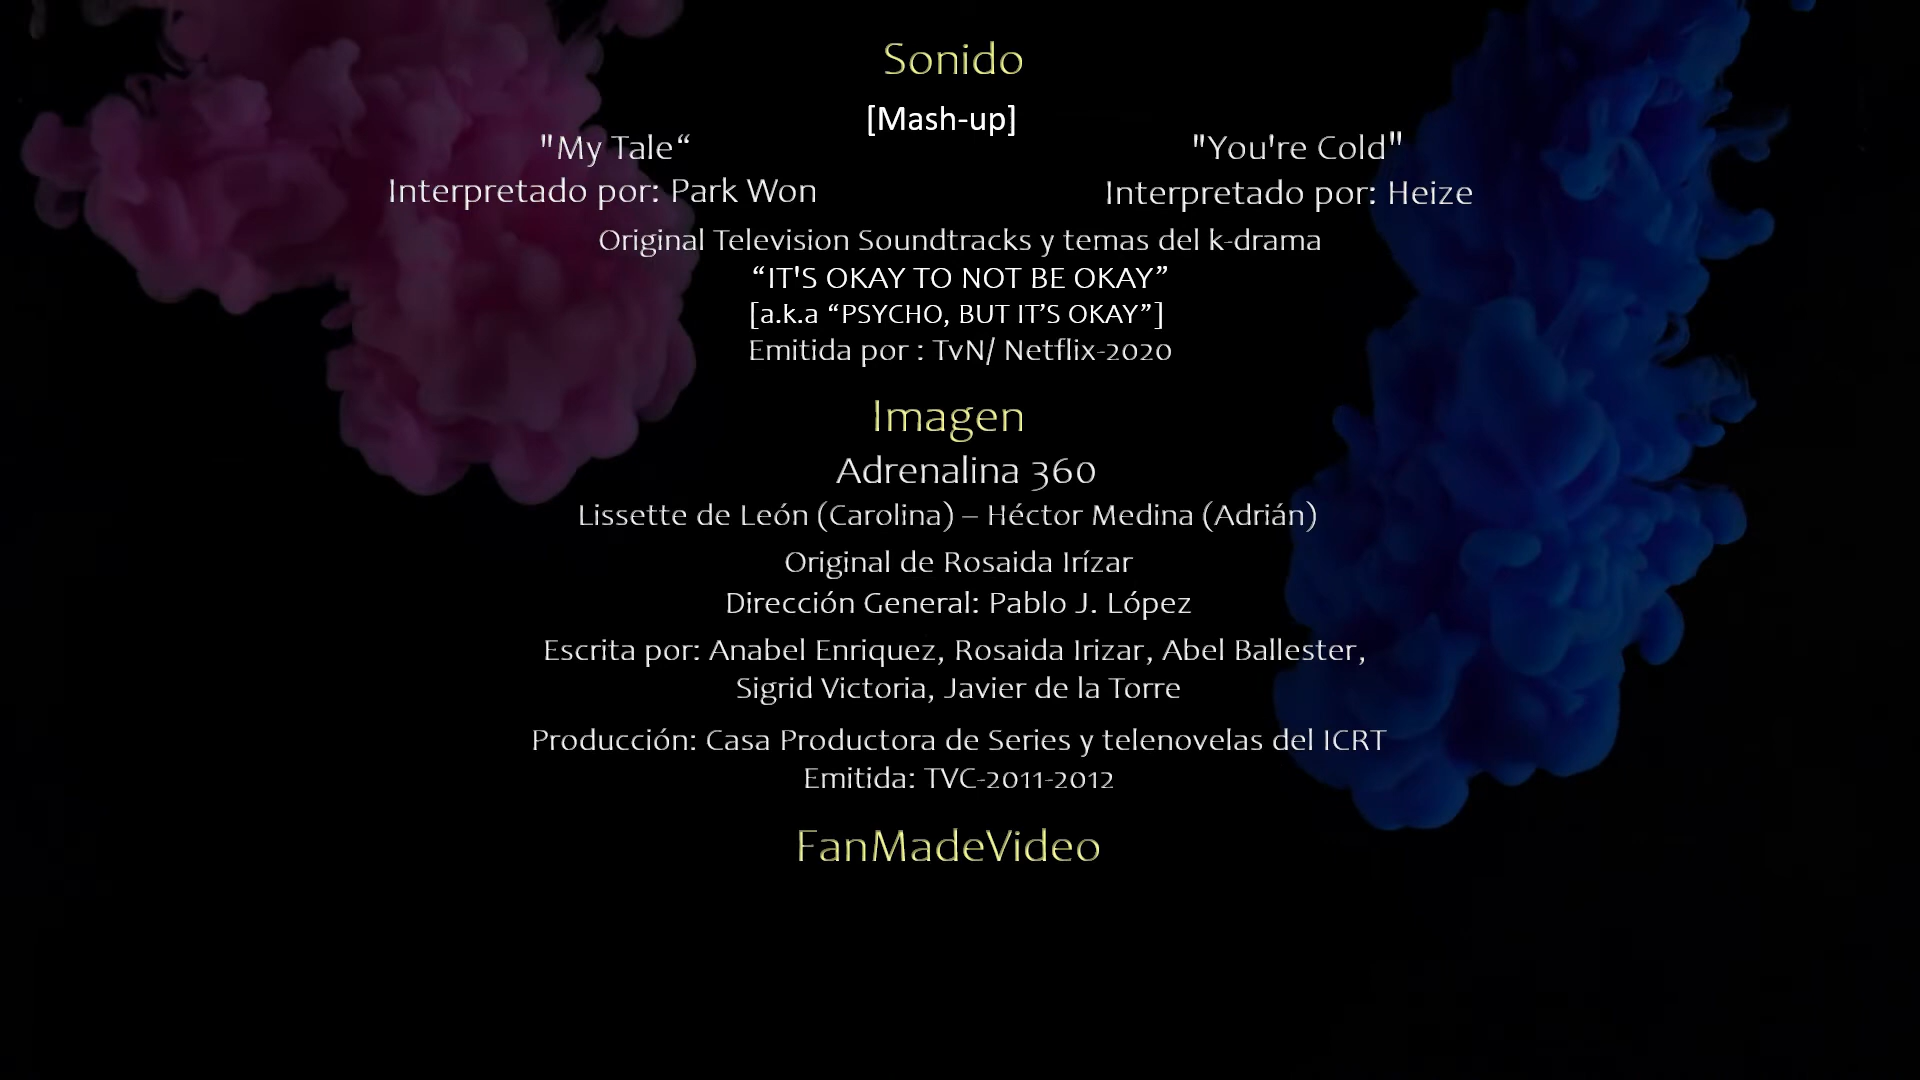 Sonido
[Mash-up]
"My Tale“
"You're Cold"
Interpretado por: Park Won
Interpretado por: Heize
Original Television Soundtracks y temas del k-drama
“IT'S OKAY TO NOT BE OKAY”
[a.k.a “PSYCHO, BUT IT’S OKAY”]
Emitida por : TvN/ Netflix-2020
Imagen
Adrenalina 360
Lissette de León (Carolina) – Héctor Medina (Adrián)
Original de Rosaida Irízar
Dirección General: Pablo J. López
Escrita por: Anabel Enriquez, Rosaida Irizar, Abel Ballester,
Sigrid Victoria, Javier de la Torre
Producción: Casa Productora de Series y telenovelas del ICRT
Emitida: TVC-2011-2012
FanMadeVideo